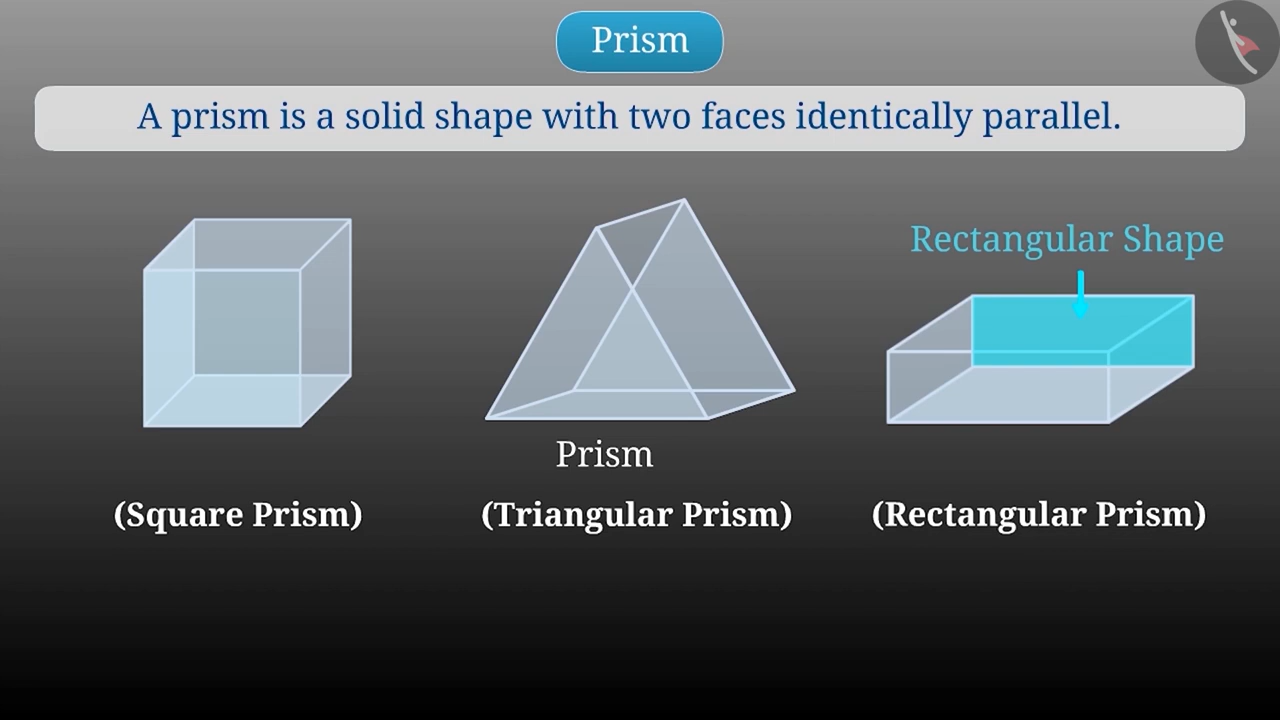 Prism
A prism is a solid shape with two faces identically parallel.
Rectangular Shape
Prism
(Square Prism)
(Triangular Prism)
(Rectangular Prism)